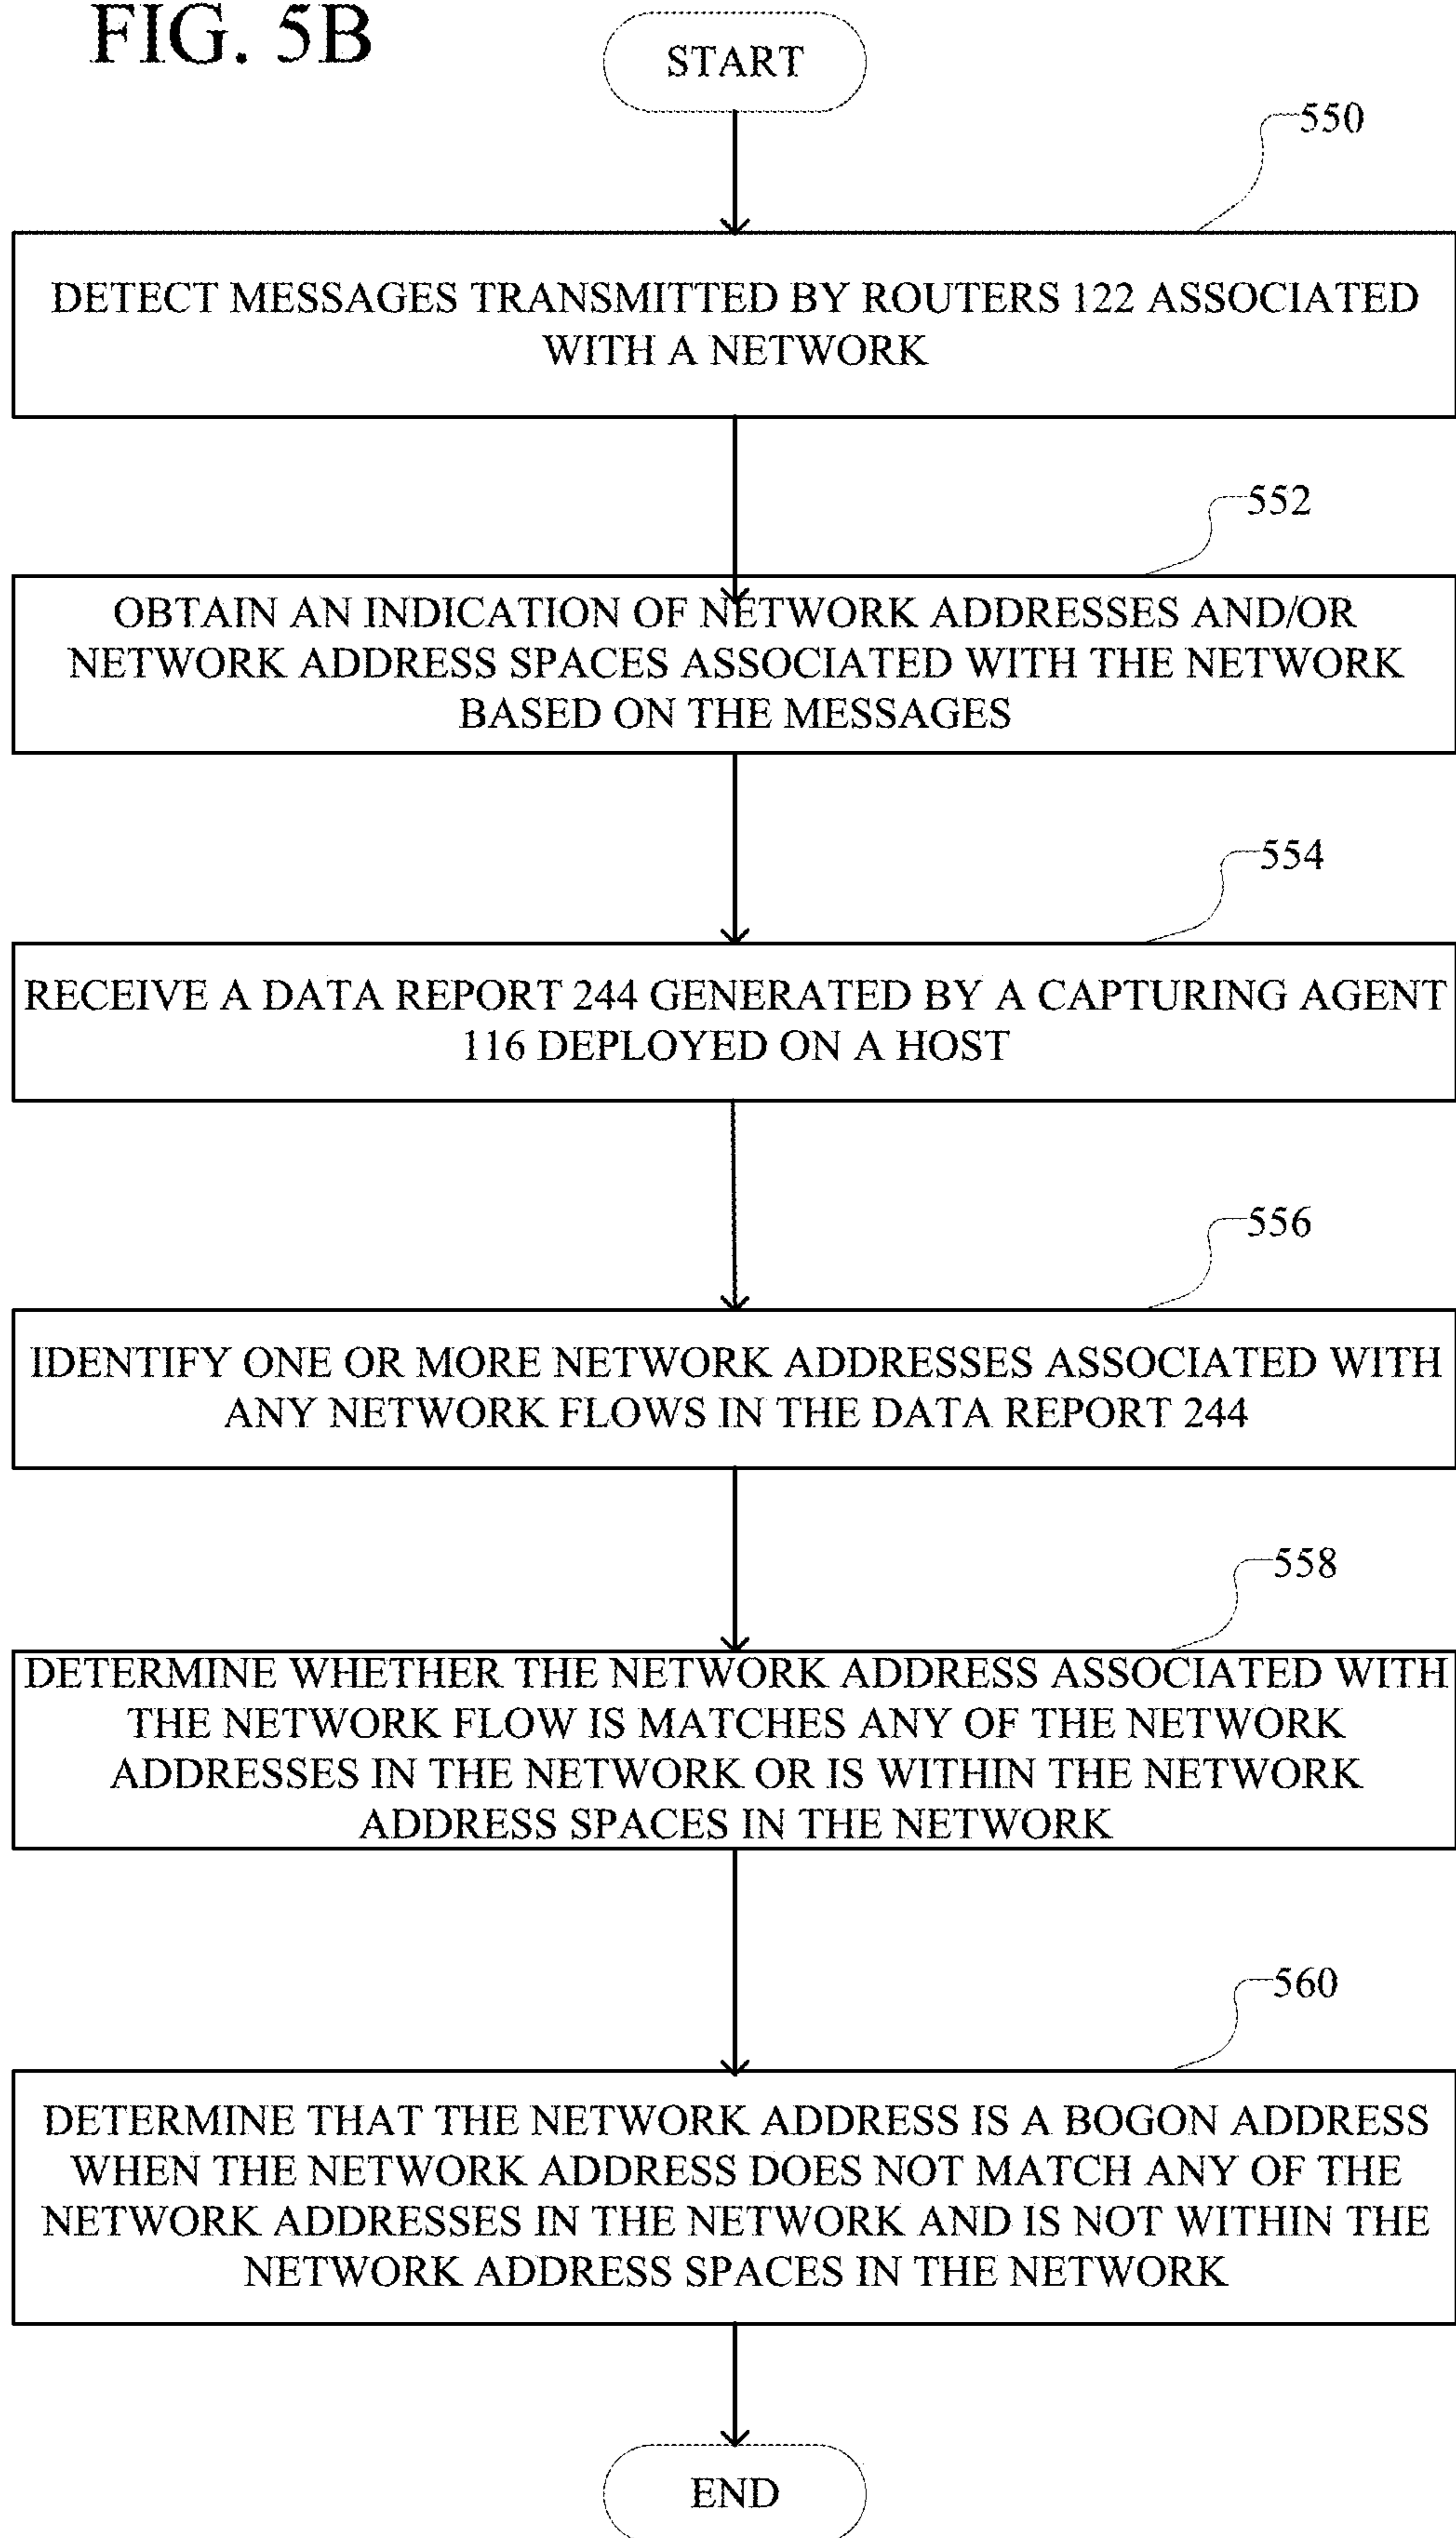 FIG. 5B
START
550
DETECT MESSAGES TRANSMITTED BY ROUTERS 122 ASSOCIATED
WITH A NETWORK
552
OBTAIN AN INDICATION OF NETWORK ADDRESSES AND/OR
NETWORK ADDRESS SPACES ASSOCIATED WITH THE NETWORK
BASED ON THE MESSAGES
554
RECEIVE A DATA REPORT 244 GENERATED BY A CAPTURING AGENT
116 DEPLOYED ON A HOST
556
IDENTIFY ONE OR MORE NETWORK ADDRESSES ASSOCIATED WITH
ANY NETWORK FLOWS IN THE DATA REPORT 244
558
DETERMINE WHETHER THE NETWORK ADDRESS ASSOCIATED WITH
THE NETWORK FLOW IS MATCHES ANY OF THE NETWORK
ADDRESSES IN THE NETWORK OR IS WITHIN THE NETWORK
ADDRESS SPACES IN THE NETWORK
560
DETERMINE THAT THE NETWORK ADDRESS IS A BOGON ADDRESS
WHEN THE NETWORK ADDRESS DOES NOT MATCH ANY OF THE
NETWORK ADDRESSES IN THE NETWORK AND IS NOT WITHIN THE
NETWORK ADDRESS SPACES IN THE NETWORK
END